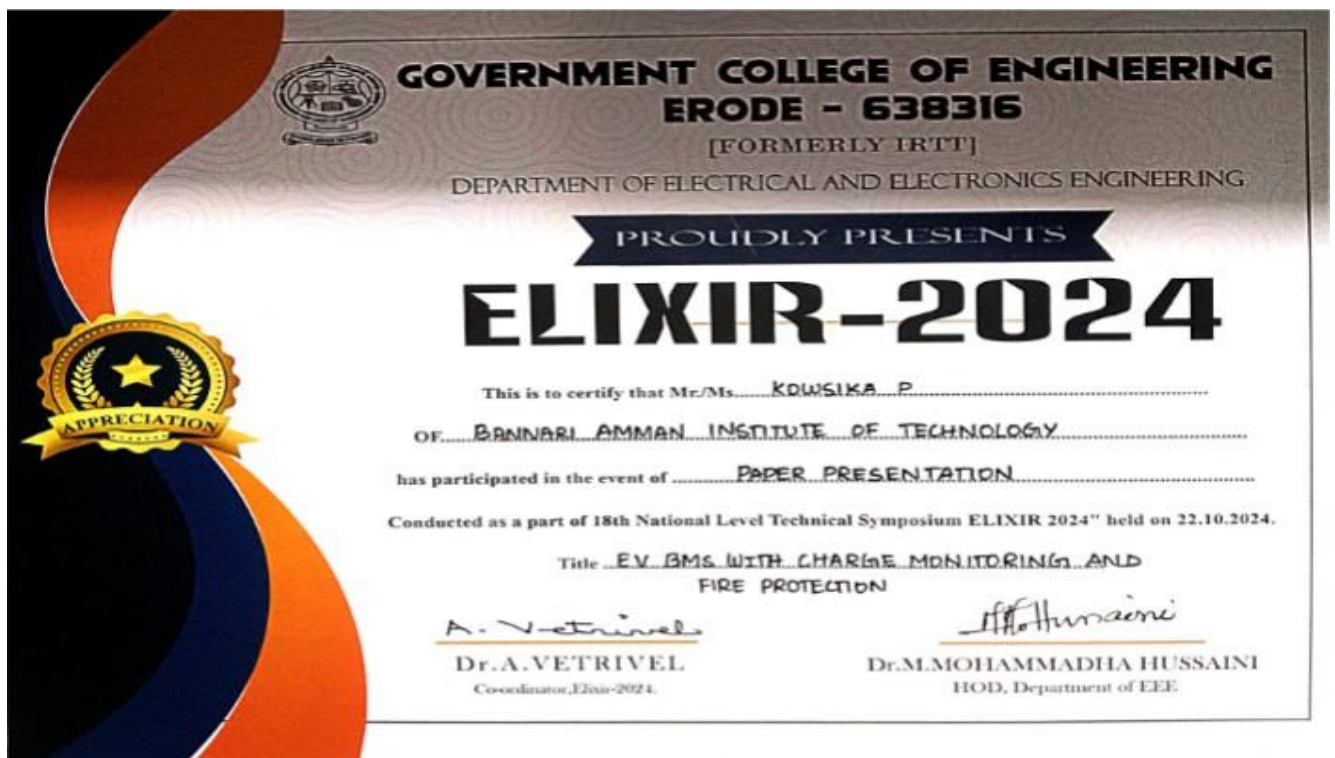 GOVERNMENT COLLEGE OF ENGINEERING
ERODE - 638316
[FORMERLY IRTT]
DEPARTMENT OF ELECTRICAL AND ELECTRONICS ENGINEERING
PROUDLY PRESENTS
ELIXIR-2024
APPRECIATION
This is to certify that Mr./Ms. KOWSIKA P
OF BANNARI AMMAN INSTITUTE OF TECHNOLOGY
has participated in the event of PAPER PRESENTATION
Conducted as a part of 18th National Level Technical Symposium ELIXIR 2024" held on 22.10.2024.
Title EV BMS WITH CHARGE MONITORING AND
FIRE PROTECTION
A. Vetrivel
Dr.A.VETRIVEL
Dr.M.MOHAMMADHA HUSSAINI
Co-ordinator,Elixir-2024.
HOD, Department of EEE